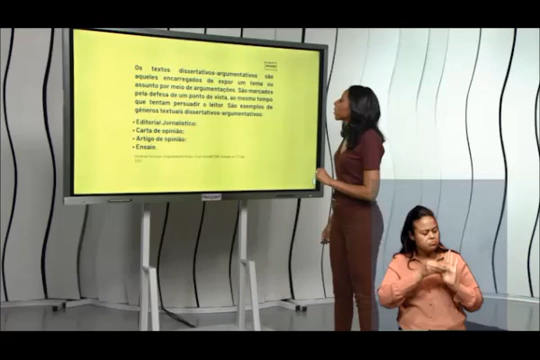 Os textos dissertativos-argumentativos são
aqueles encarregados de expor um tema ou
assunto por meio de argumentações. São marcados
pela defesa de um ponto de vista, ao mesmo tempo
que tentam persuadir o leitor. São exemplos de
gêneros textuais dissertativos-argumentativos:
• Editorial Jornalístico;
• Carta de opinião;
• Artigo de opinião;
• Ensaio.